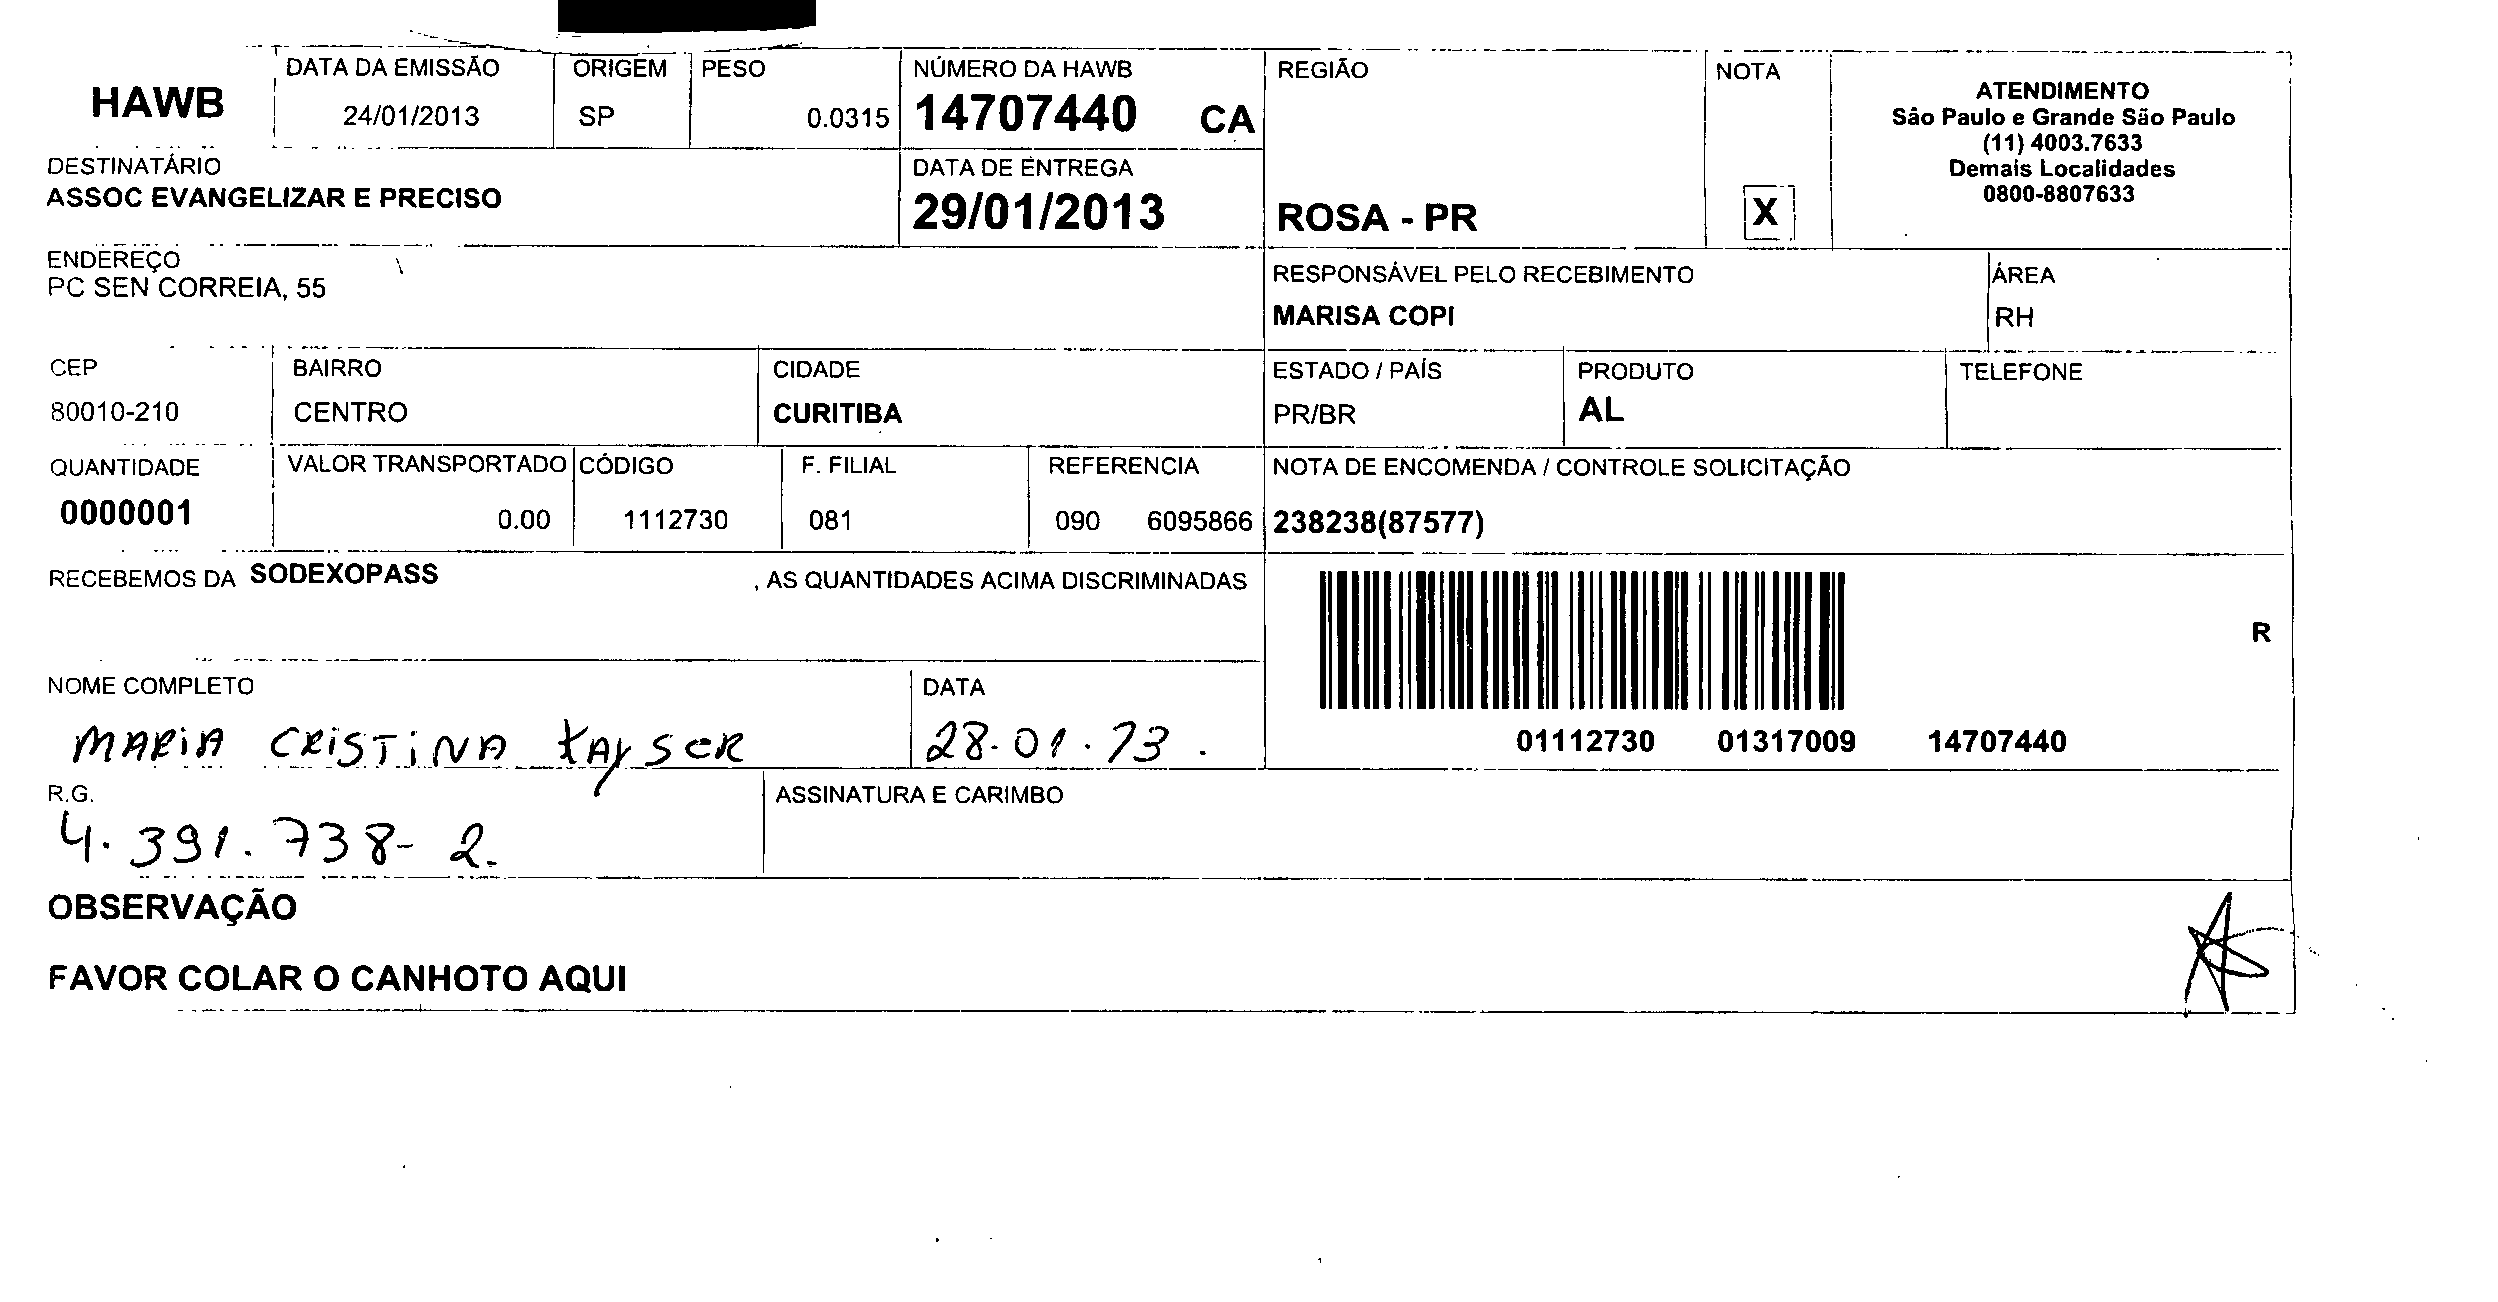 HAWB
DATA DA EMISSÃO
24/01/2013
ORIGEM
SP
PESO
0.0315
NÚMERO DA HAWB
14707440 CA
REGIÃO
ROSA - PR
NOTA
X
ATENDIMENTO
São Paulo e Grande São Paulo
(11) 4003.7633
Demais Localidades
0800-8807633
DESTINATÁRIO
ASSOC EVANGELIZAR E PRECISO
DATA DE ENTREGA
29/01/2013
ENDEREÇO
PC SEN CORREIA, 55
RESPONSÁVEL PELO RECEBIMENTO
MARISA COPI
ÁREA
RH
CEP
80010-210
BAIRRO
CENTRO
CIDADE
CURITIBA
ESTADO / PAÍS
PR/BR
PRODUTO
AL
TELEFONE
QUANTIDADE
0000001
VALOR TRANSPORTADO
0.00
CÓDIGO
1112730
F. FILIAL
081
REFERENCIA
090 6095866
NOTA DE ENCOMENDA / CONTROLE SOLICITAÇÃO
238238(87577)
RECEBEMOS DA SODEXOPASS , AS QUANTIDADES ACIMA DISCRIMINADAS
R
01112730 01317009 14707440
NOME COMPLETO
MARIA CRISTINA KAYSER
DATA
28.01.13.
R.G.
4.391.738-2.
ASSINATURA E CARIMBO
OBSERVAÇÃO
FAVOR COLAR O CANHOTO AQUI